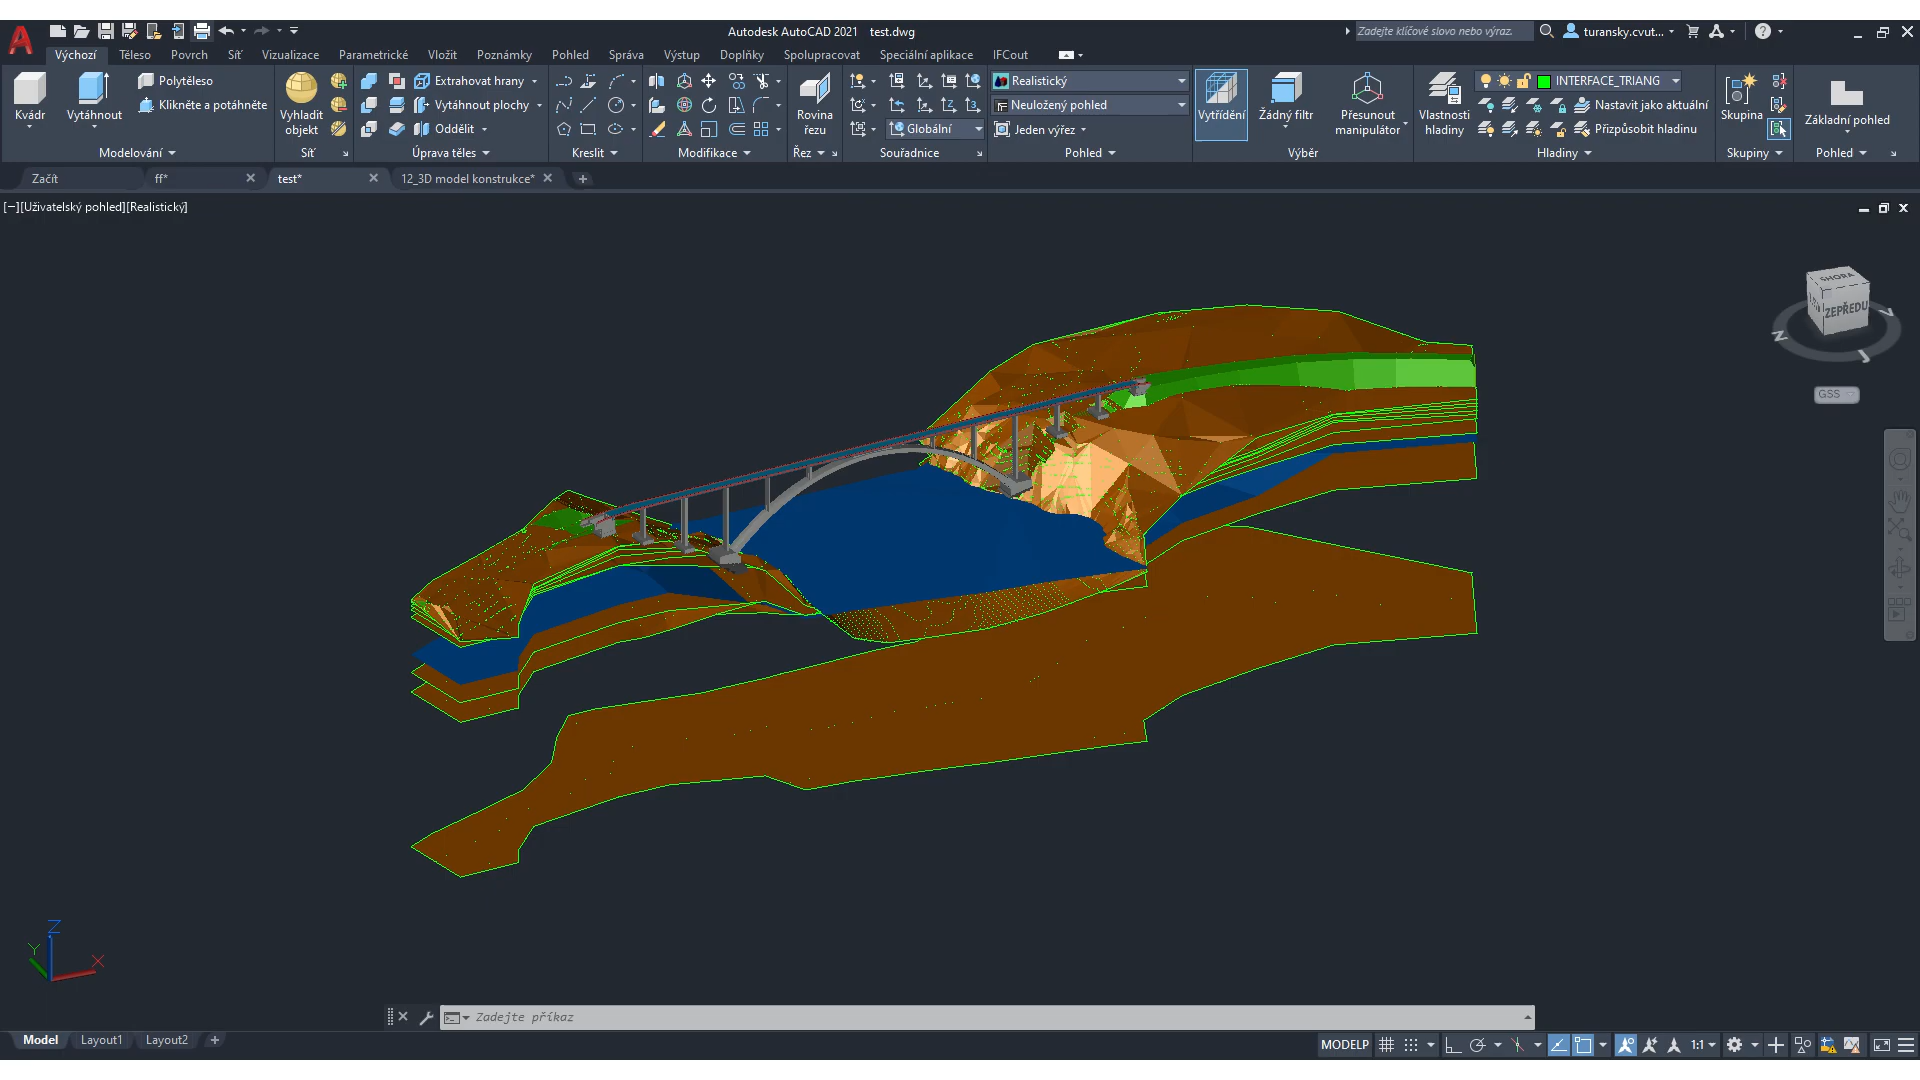 Autodesk AutoCAD 2021 test.dwg
Zadejte klíčové slovo nebo výraz.
turansky.cvut...
Výchozí Těleso Povrch Síť Vizualizace Parametrické Vložit Poznámky Pohled Správa Výstup Doplňky Spolupracovat Speciální aplikace IFCout
Kvádr
Vytáhnout
Polytěleso
Klikněte a potáhněte
Modelování
Vyhladit objekt
Síť
Extrahovat hrany
Vytáhnout plochy
Oddělit
Úprava těles
Kreslit
Modifikace
Rovina řezu
Řez
Globální
Souřadnice
Realistický
Neuložený pohled
Jeden výřez
Pohled
Vytřídění
Žádný filtr
Přesunout manipulátor
Výběr
Vlastnosti hladiny
INTERFACE_TRIANG
Nastavit jako aktuální
Přizpůsobit hladinu
Hladiny
Skupina
Skupiny
Základní pohled
Pohled
Začít ff* test* 12_3D model konstrukce*
[−][Uživatelský pohled][Realistický]
SHORA
ZEPŘEDU
GSS
Z
Y
X
Zadejte příkaz
Model Layout1 Layout2
MODELP
1:1